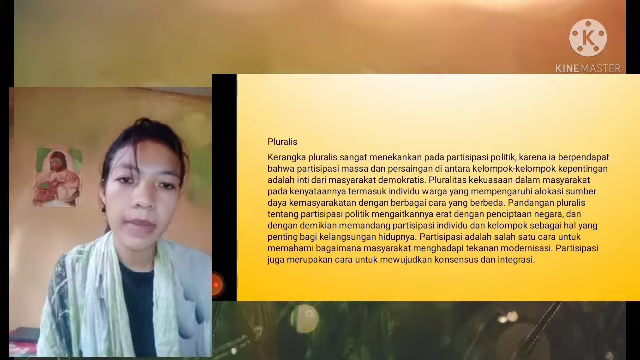 KINEMASTER
Pluralis
Kerangka pluralis sangat menekankan pada partisipasi politik, karena ia berpendapat
bahwa partisipasi massa dan persaingan di antara kelompok-kelompok kepentingan
adalah inti dari masyarakat demokratis. Pluralitas kekuasaan dalam masyarakat
pada kenyataannya termasuk individu warga yang mempengaruhi alokasi sumber
daya kemasyarakatan dengan berbagai cara yang berbeda. Pandangan pluralis
tentang partisipasi politik mengaitkannya erat dengan penciptaan negara, dan
dengan demikian memandang partisipasi individu dan kelompok sebagai hal yang
penting bagi kelangsungan hidupnya. Partisipasi adalah salah satu cara untuk
memahami bagaimana masyarakat menghadapi tekanan modernisasi. Partisipasi
juga merupakan cara untuk mewujudkan konsensus dan integrasi.